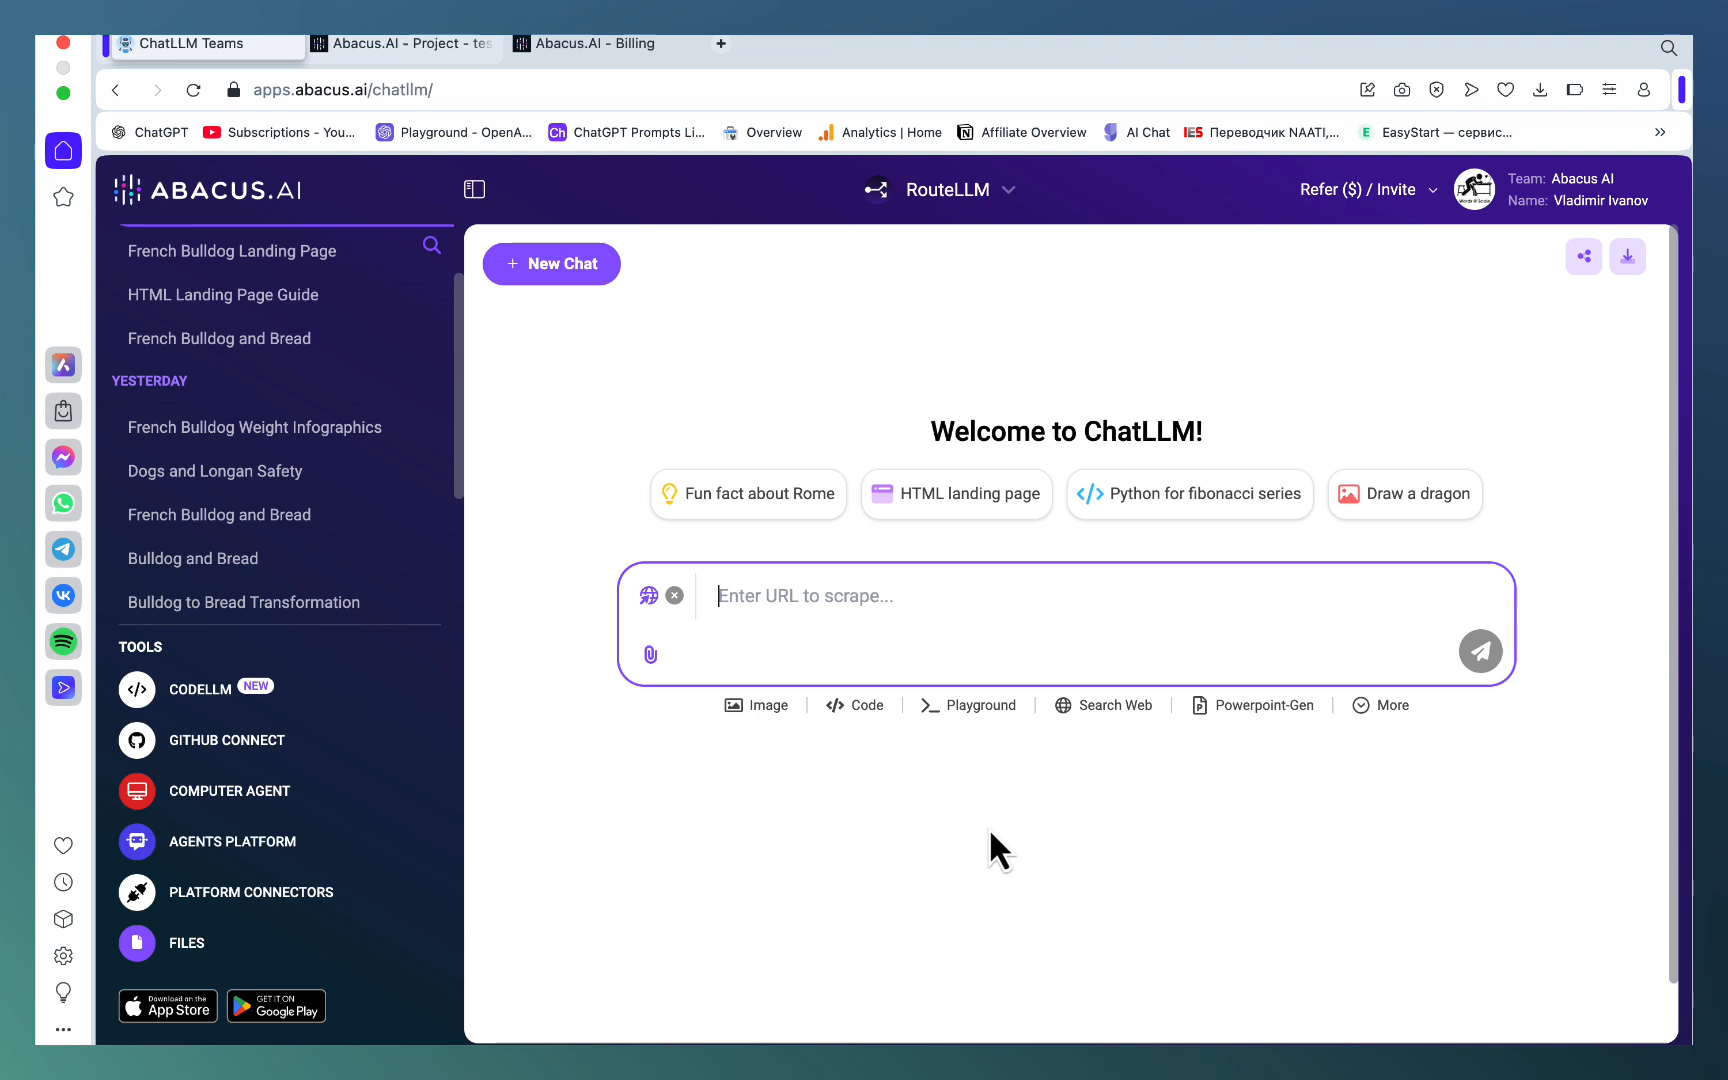 ChatLLM Teams
Abacus.AI - Project - tes
Abacus.AI - Billing
apps.abacus.ai/chatllm/
ChatGPT
Subscriptions - You...
Playground - OpenA...
ChatGPT Prompts Li...
Overview
Analytics | Home
Affiliate Overview
AI Chat
IES Переводчик NAATI,...
E EasyStart — сервис...
ABACUS.AI
RouteLLM
Refer ($) / Invite
Team: Abacus AI
Name: Vladimir Ivanov
French Bulldog Landing Page
HTML Landing Page Guide
French Bulldog and Bread
YESTERDAY
French Bulldog Weight Infographics
Dogs and Longan Safety
French Bulldog and Bread
Bulldog and Bread
Bulldog to Bread Transformation
TOOLS
CODELLM NEW
GITHUB CONNECT
COMPUTER AGENT
AGENTS PLATFORM
PLATFORM CONNECTORS
FILES
Download on the
App Store
GET IT ON
Google Play
+ New Chat
Welcome to ChatLLM!
Fun fact about Rome
HTML landing page
Python for fibonacci series
Draw a dragon
Enter URL to scrape...
Image
Code
Playground
Search Web
Powerpoint-Gen
More